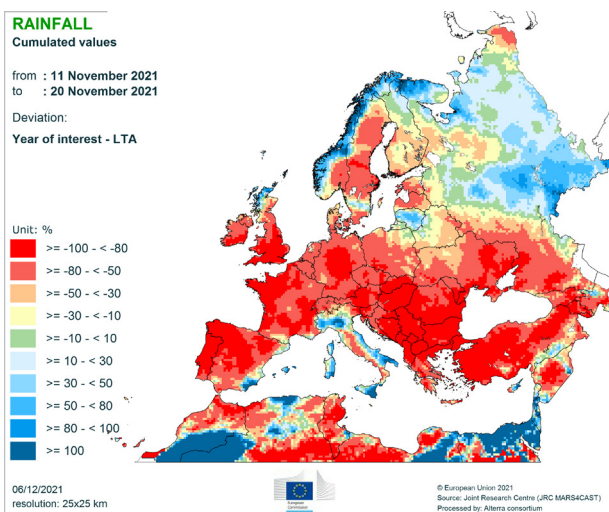 RAINFALL
Cumulated values
from : 11 November 2021
to : 20 November 2021
Deviation:
Year of interest - LTA
Unit: %
>= -100 - < -80
>= -80 - < -50
>= -50 - < -30
>= -30 - < -10
>= -10 - < 10
>= 10 - < 30
>= 30 - < 50
>= 50 - < 80
>= 80 - < 100
>= 100
06/12/2021
resolution: 25x25 km
European
Commission
© European Union 2021
Source: Joint Research Centre (JRC MARS4CAST)
Processed by: Alterra consortium